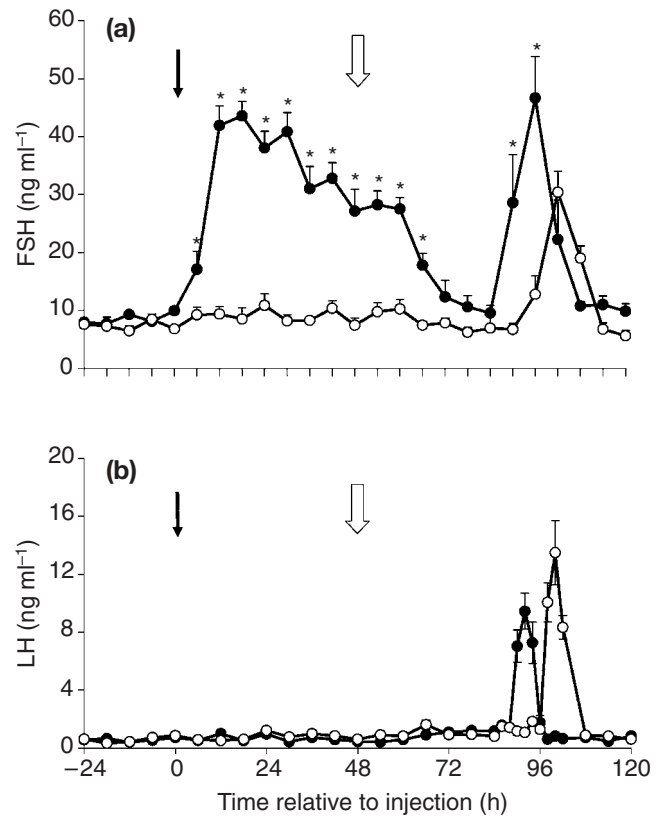 (a)
60
50
40
30
20
10
0
FSH (ng ml⁻¹)
* * * * * * * * * * * * *
(b)
20
16
12
8
4
0
LH (ng ml⁻¹)
−24 0 24 48 72 96 120
Time relative to injection (h)